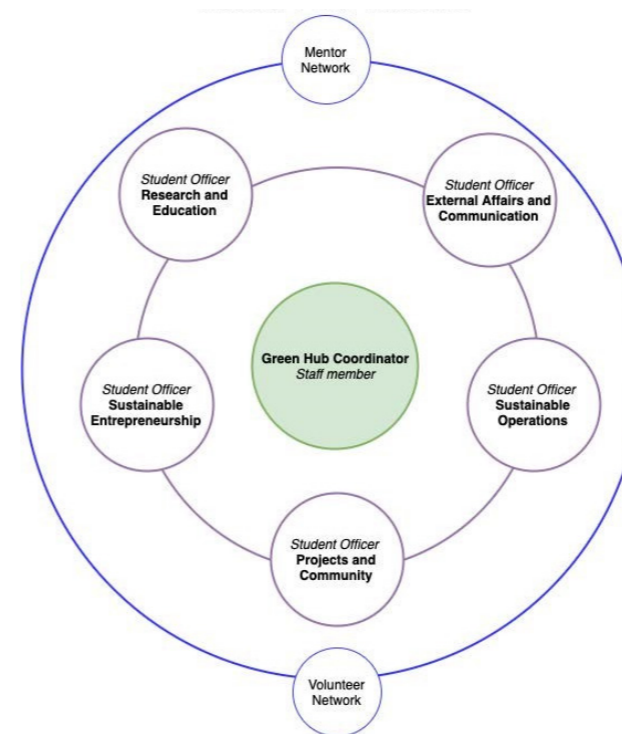 Mentor
Network
Student Officer
Research and
Education
Student Officer
External Affairs and
Communication
Green Hub Coordinator
Staff member
Student Officer
Sustainable
Entrepreneurship
Student Officer
Sustainable
Operations
Student Officer
Projects and
Community
Volunteer
Network